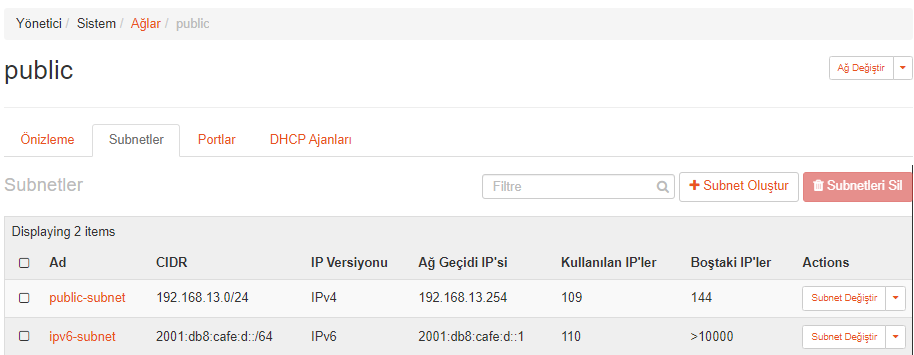 Yönetici / Sistem / Ağlar / public
public
Ağ Değiştir
Önizleme Subnetler Portlar DHCP Ajanları
Subnetler Filtre + Subnet Oluştur Subnetleri Sil
Displaying 2 items
Ad CIDR IP Versiyonu Ağ Geçidi IP'si Kullanılan IP'ler Boştaki IP'ler Actions
public-subnet 192.168.13.0/24 IPv4 192.168.13.254 109 144 Subnet Değiştir
ipv6-subnet 2001:db8:cafe:d::/64 IPv6 2001:db8:cafe:d::1 110 >10000 Subnet Değiştir